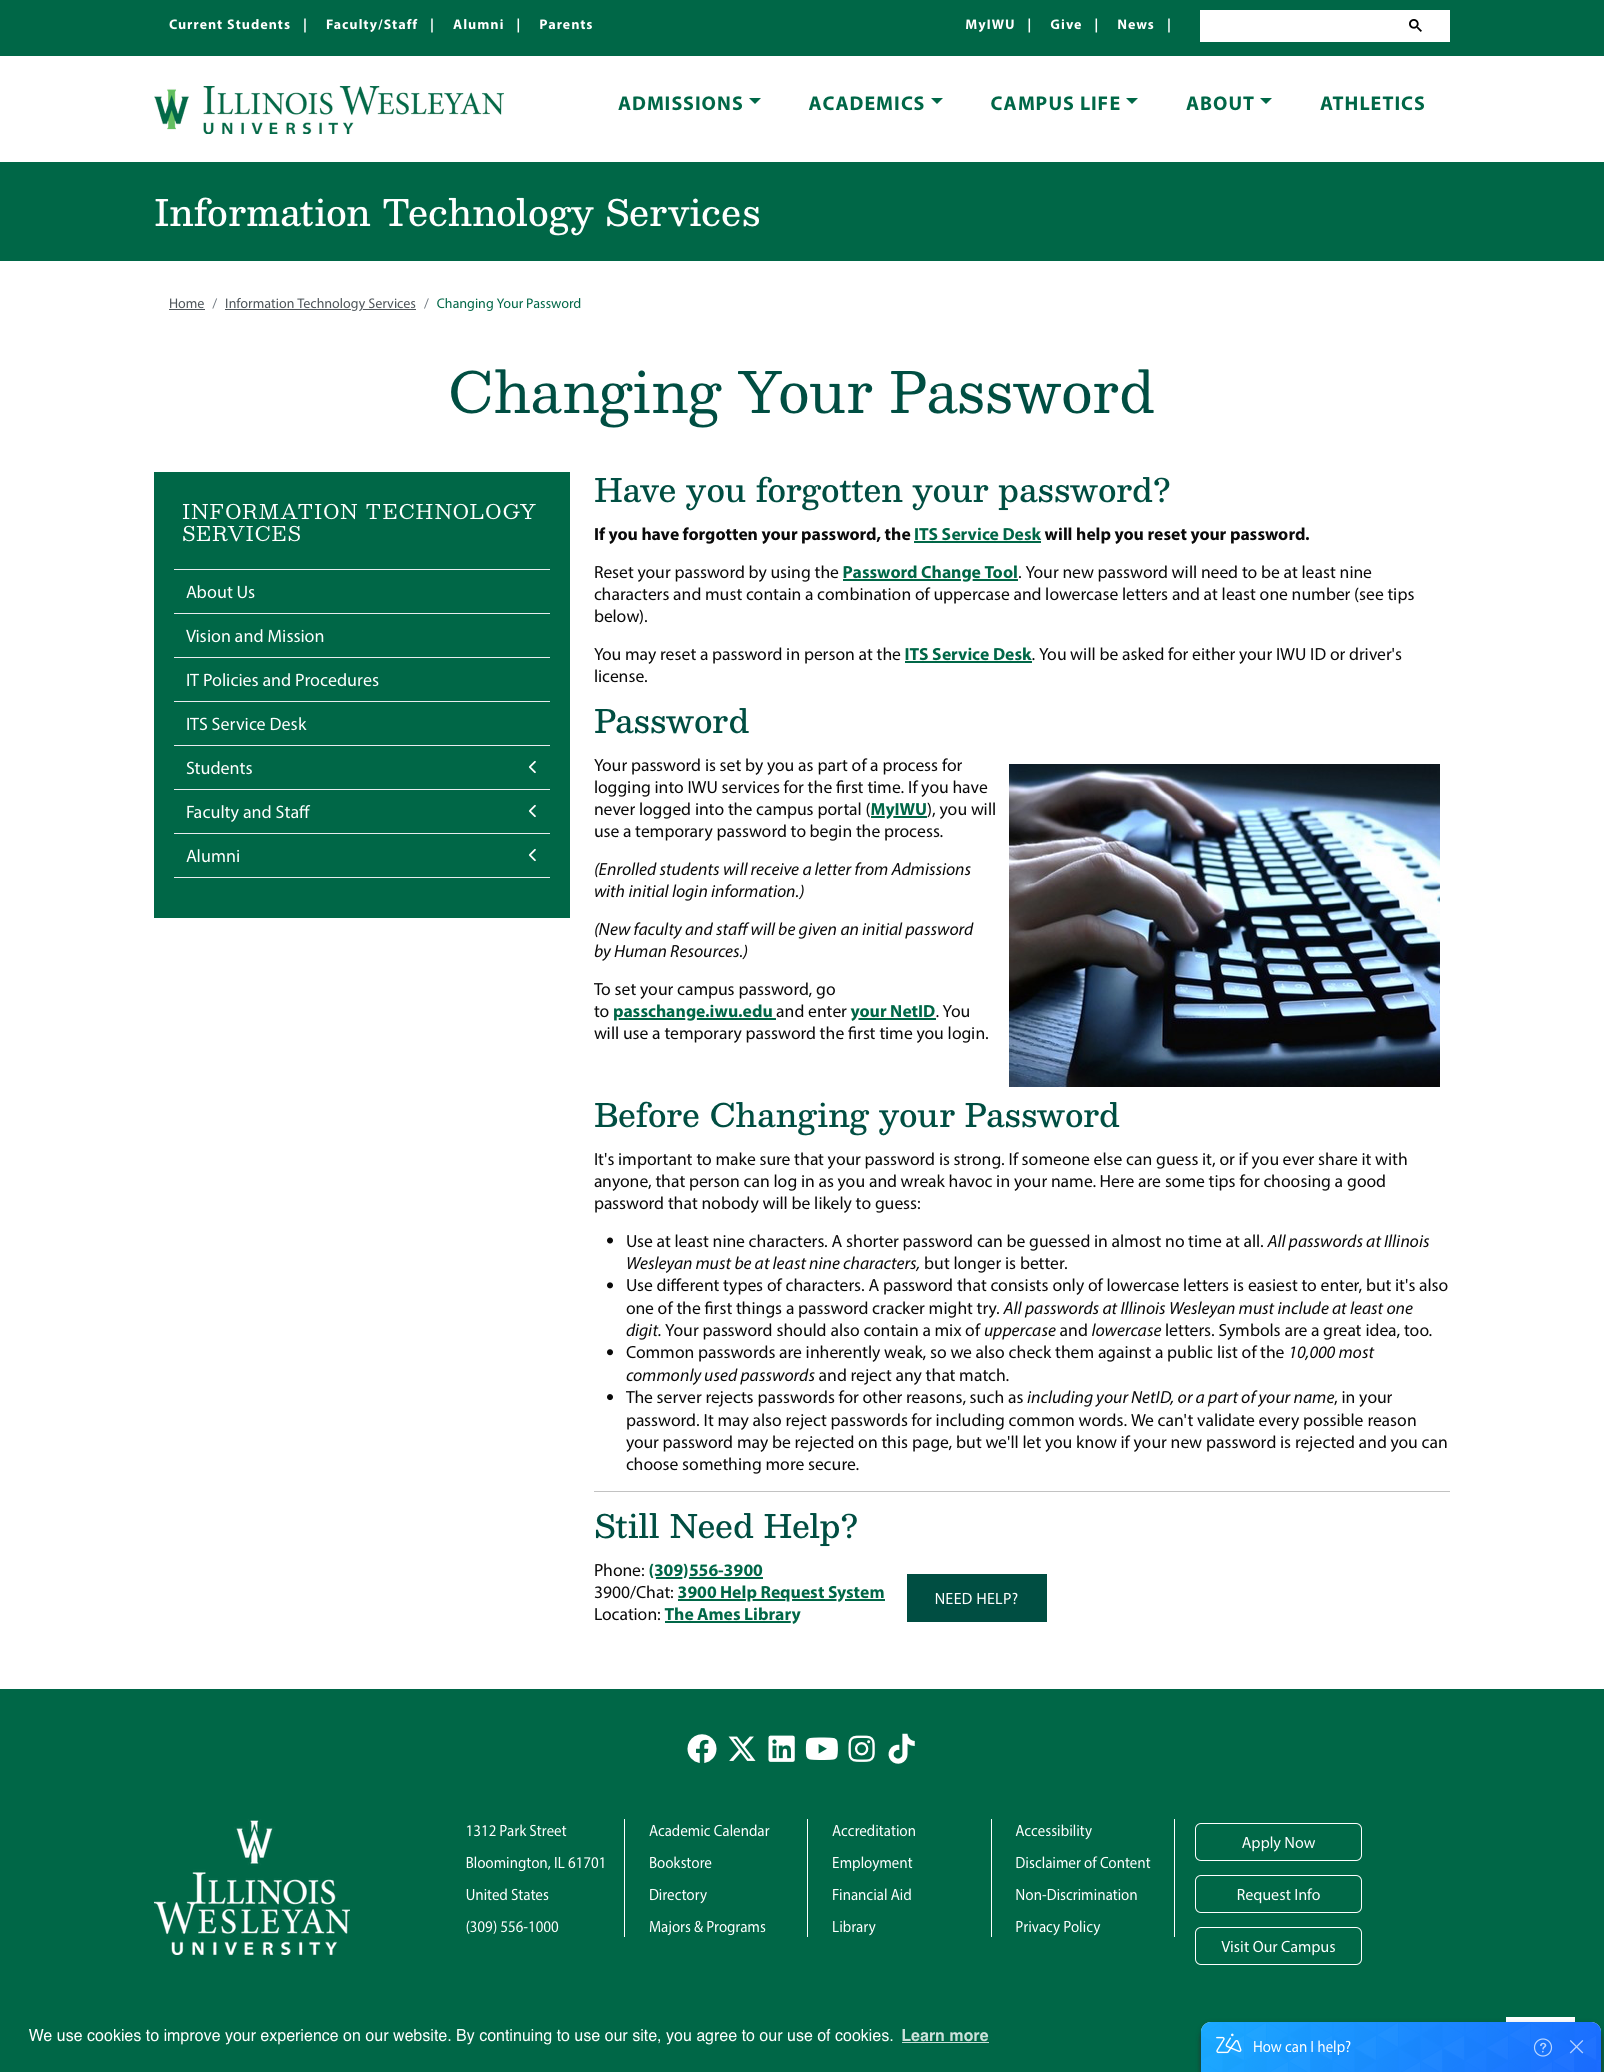 Current Students | Faculty/Staff | Alumni | Parents
MyIWU | Give | News |
ILLINOIS WESLEYAN
UNIVERSITY
ADMISSIONS ACADEMICS CAMPUS LIFE ABOUT ATHLETICS
Information Technology Services
Home / Information Technology Services / Changing Your Password
Changing Your Password
INFORMATION TECHNOLOGY
SERVICES
About Us
Vision and Mission
IT Policies and Procedures
ITS Service Desk
Students
Faculty and Staff
Alumni
Have you forgotten your password?
If you have forgotten your password, the ITS Service Desk will help you reset your password.
Reset your password by using the Password Change Tool. Your new password will need to be at least nine
characters and must contain a combination of uppercase and lowercase letters and at least one number (see tips
below).
You may reset a password in person at the ITS Service Desk. You will be asked for either your IWU ID or driver's
license.
Password
Your password is set by you as part of a process for
logging into IWU services for the first time. If you have
never logged into the campus portal (MyIWU), you will
use a temporary password to begin the process.
(Enrolled students will receive a letter from Admissions
with initial login information.)
(New faculty and staff will be given an initial password
by Human Resources.)
To set your campus password, go
to passchange.iwu.edu and enter your NetID. You
will use a temporary password the first time you login.
Before Changing your Password
It's important to make sure that your password is strong. If someone else can guess it, or if you ever share it with
anyone, that person can log in as you and wreak havoc in your name. Here are some tips for choosing a good
password that nobody will be likely to guess:
• Use at least nine characters. A shorter password can be guessed in almost no time at all. All passwords at Illinois
Wesleyan must be at least nine characters, but longer is better.
• Use different types of characters. A password that consists only of lowercase letters is easiest to enter, but it's also
one of the first things a password cracker might try. All passwords at Illinois Wesleyan must include at least one
digit. Your password should also contain a mix of uppercase and lowercase letters. Symbols are a great idea, too.
• Common passwords are inherently weak, so we also check them against a public list of the 10,000 most
commonly used passwords and reject any that match.
• The server rejects passwords for other reasons, such as including your NetID, or a part of your name, in your
password. It may also reject passwords for including common words. We can't validate every possible reason
your password may be rejected on this page, but we'll let you know if your new password is rejected and you can
choose something more secure.
Still Need Help?
Phone: (309)556-3900
3900/Chat: 3900 Help Request System
Location: The Ames Library
NEED HELP?
ILLINOIS
WESLEYAN
UNIVERSITY
1312 Park Street
Bloomington, IL 61701
United States
(309) 556-1000
Academic Calendar
Bookstore
Directory
Majors & Programs
Accreditation
Employment
Financial Aid
Library
Accessibility
Disclaimer of Content
Non-Discrimination
Privacy Policy
Apply Now
Request Info
Visit Our Campus
We use cookies to improve your experience on our website. By continuing to use our site, you agree to our use of cookies. Learn more
How can I help?